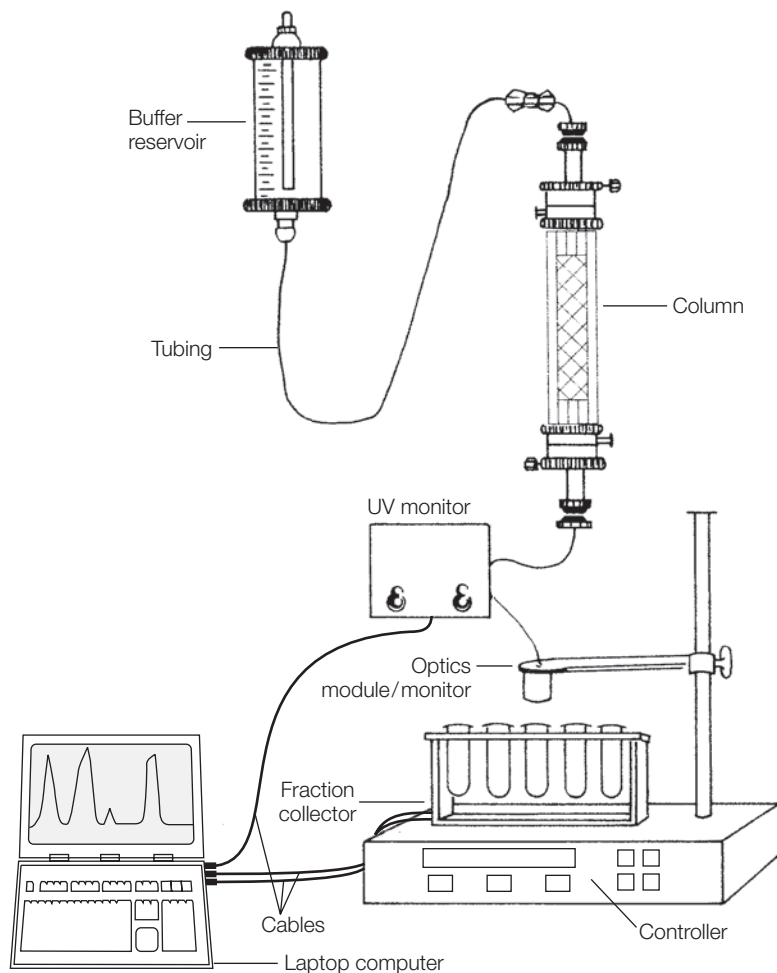 Buffer
reservoir
Tubing
Column
UV monitor
Optics
module/monitor
Fraction
collector
Cables
Controller
Laptop computer